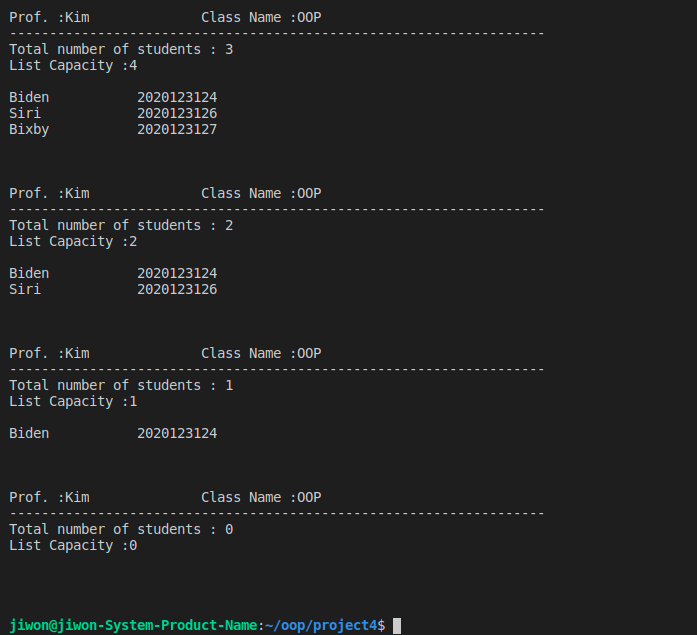 Prof. :Kim              Class Name :OOP
-------------------------------------------------------------------
Total number of students : 3
List Capacity :4
Biden           2020123124
Siri            2020123126
Bixby           2020123127
Prof. :Kim              Class Name :OOP
-------------------------------------------------------------------
Total number of students : 2
List Capacity :2
Biden           2020123124
Siri            2020123126
Prof. :Kim              Class Name :OOP
-------------------------------------------------------------------
Total number of students : 1
List Capacity :1
Biden           2020123124
Prof. :Kim              Class Name :OOP
-------------------------------------------------------------------
Total number of students : 0
List Capacity :0
jiwon@jiwon-System-Product-Name:~/oop/project4$